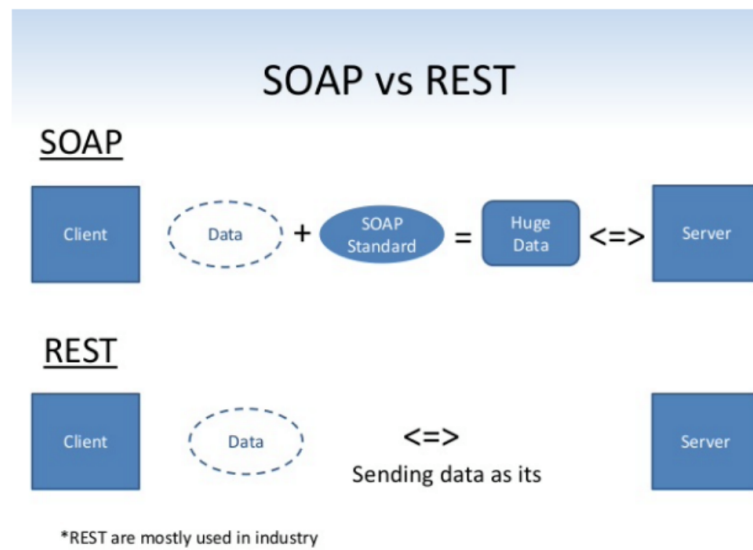 SOAP vs REST
SOAP
Client
Data
+
SOAP
Standard
=
Huge
Data
<=>
Server
REST
Client
Data
<=>
Sending data as its
Server
*REST are mostly used in industry